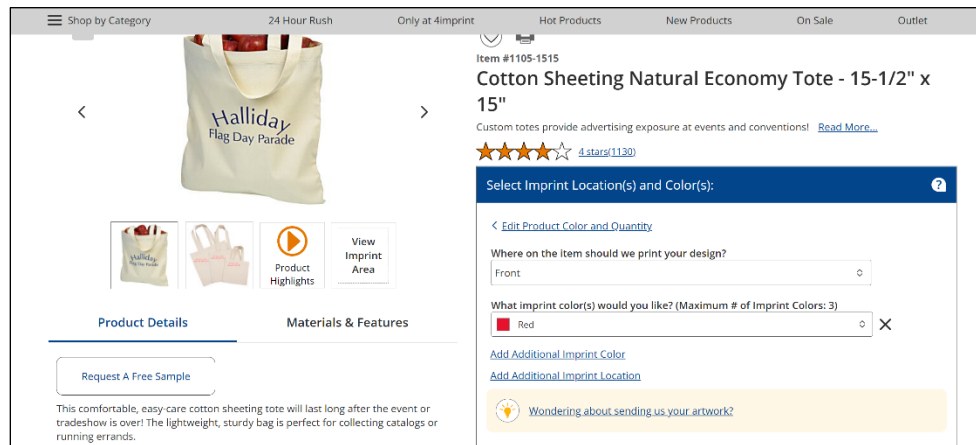 Shop by Category 24 Hour Rush Only at 4imprint Hot Products New Products On Sale Outlet
Halliday
Flag Day Parade
Product
Highlights
View
Imprint
Area
Product Details Materials & Features
Request A Free Sample
This comfortable, easy-care cotton sheeting tote will last long after the event or
tradeshow is over! The lightweight, sturdy bag is perfect for collecting catalogs or
running errands.
Item #1105-1515
Cotton Sheeting Natural Economy Tote - 15-1/2" x
15"
Custom totes provide advertising exposure at events and conventions! Read More...
4 stars(1130)
Select Imprint Location(s) and Color(s): ?
Edit Product Color and Quantity
Where on the item should we print your design?
Front
What imprint color(s) would you like? (Maximum # of Imprint Colors: 3)
Red
Add Additional Imprint Color
Add Additional Imprint Location
Wondering about sending us your artwork?